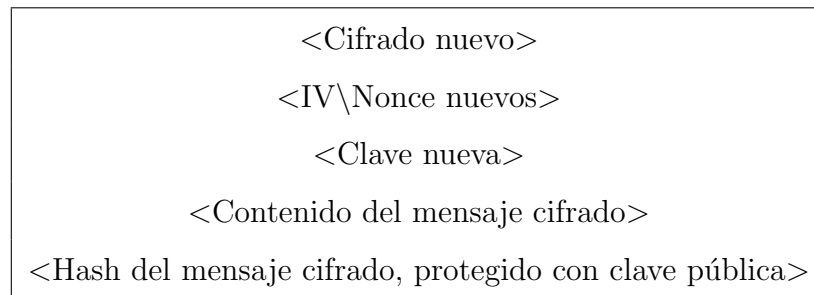 <Cifrado nuevo>
<IV\Nonce nuevos>
<Clave nueva>
<Contenido del mensaje cifrado>
<Hash del mensaje cifrado, protegido con clave pública>